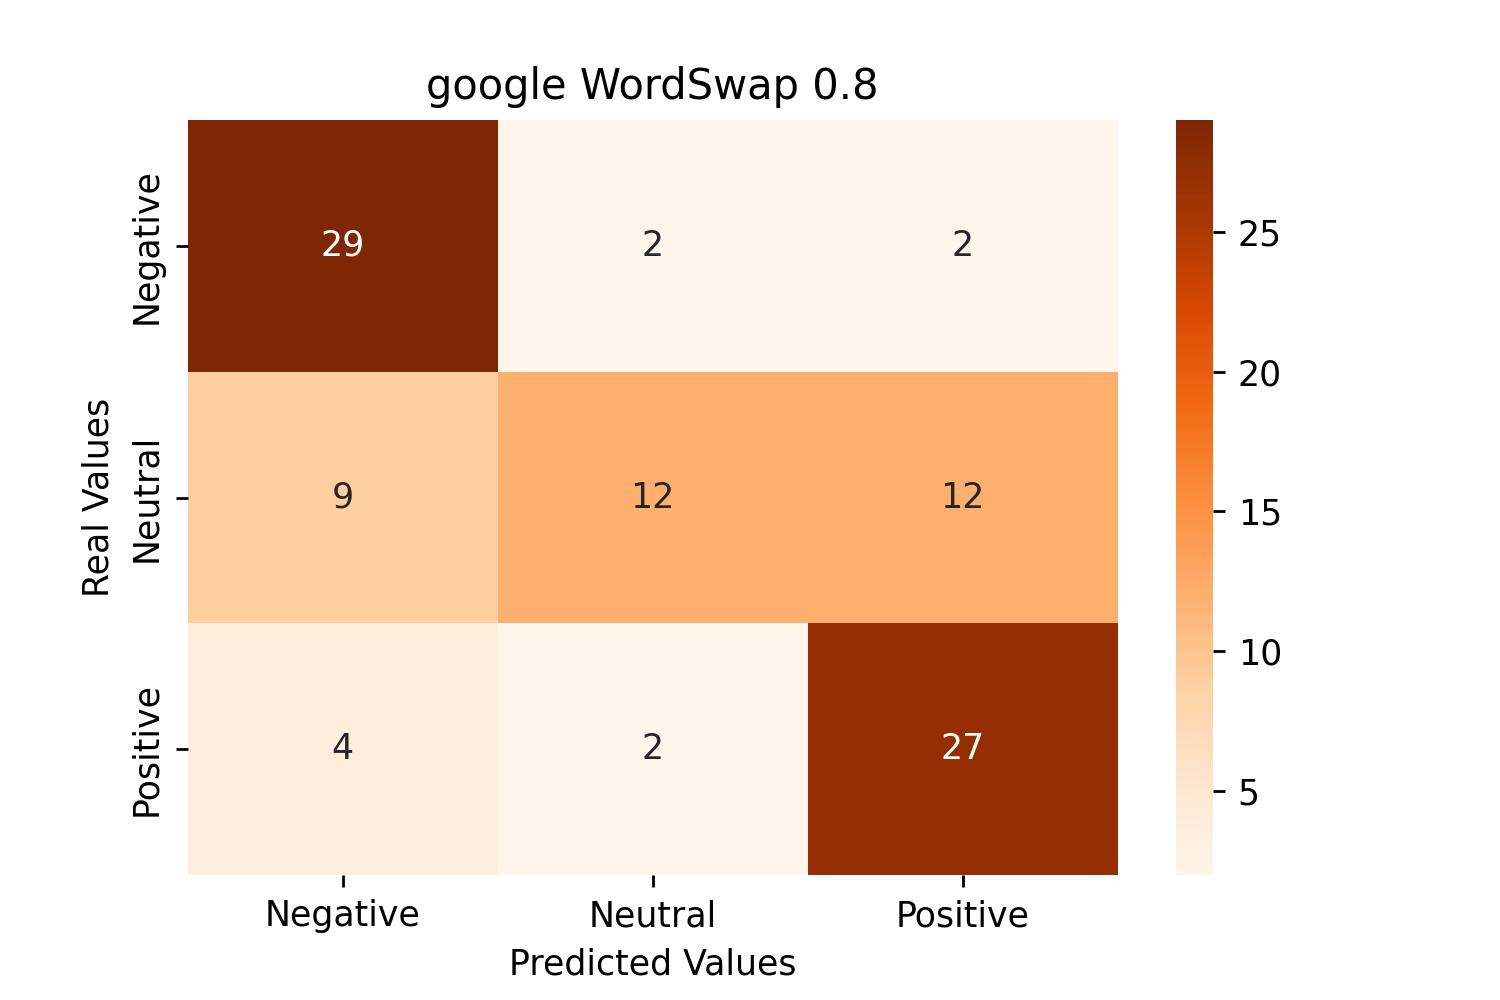 google WordSwap 0.8
Negative
29
2
2
25
20
Real Values
Neutral
9
12
12
15
10
Positive
4
2
27
5
Negative
Neutral
Positive
Predicted Values